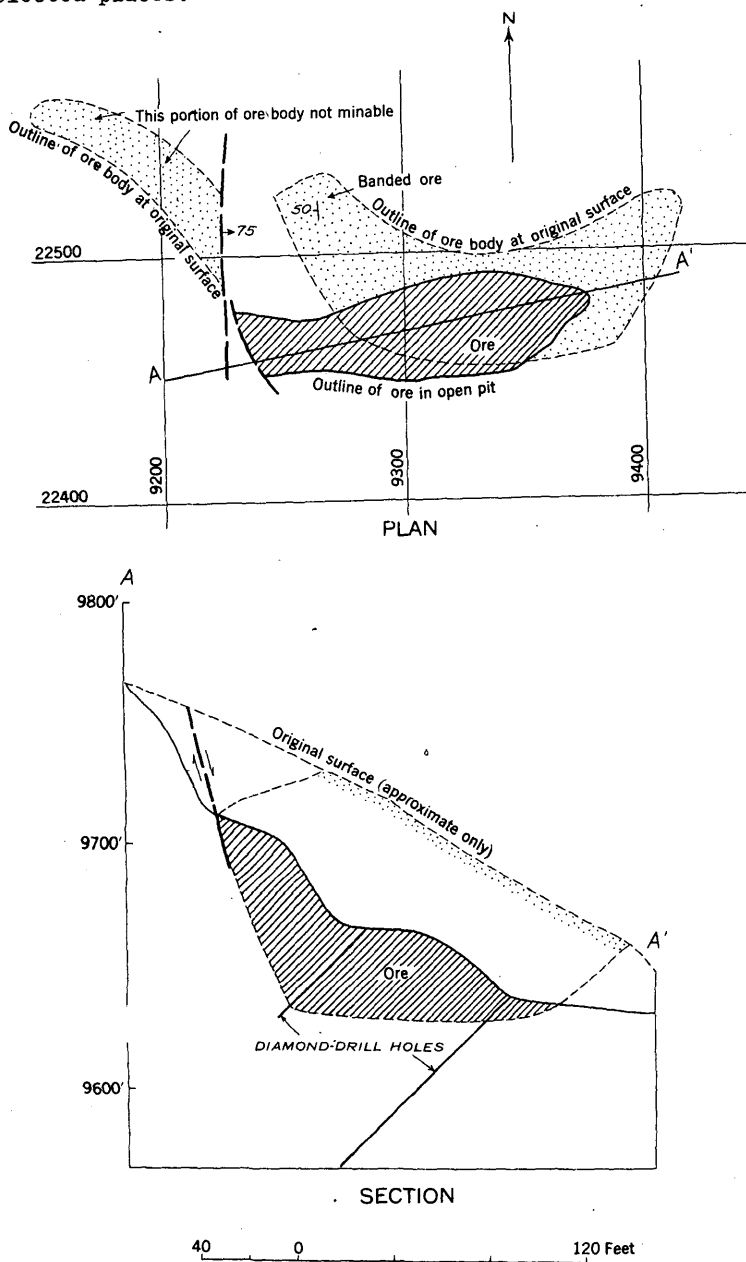 N
This portion of ore body not minable
Outline of ore body at original surface
Banded ore
50
Outline of ore body at original surface
75
22500
A'
Ore
A
Outline of ore in open pit
9200
9300
9400
22400
PLAN
A
9800'
Original surface (approximate only)
9700'
A'
Ore
DIAMOND-DRILL HOLES
9600'
SECTION
40 0 120 Feet